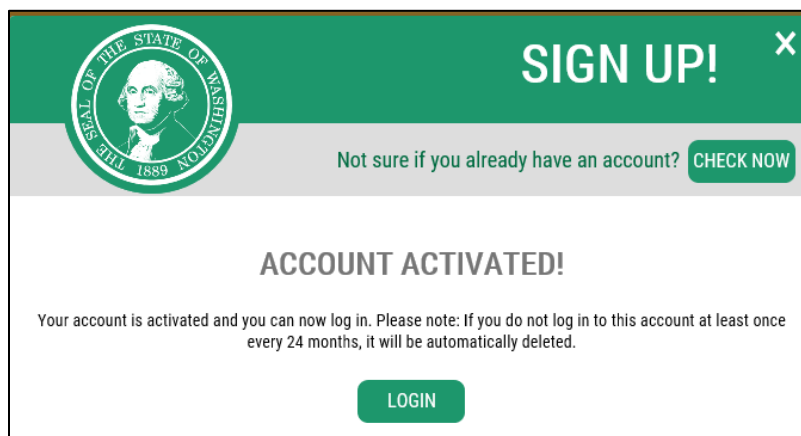 THE SEAL OF THE STATE OF WASHINGTON
1889
SIGN UP!
X
Not sure if you already have an account? CHECK NOW
ACCOUNT ACTIVATED!
Your account is activated and you can now log in. Please note: If you do not log in to this account at least once
every 24 months, it will be automatically deleted.
LOGIN